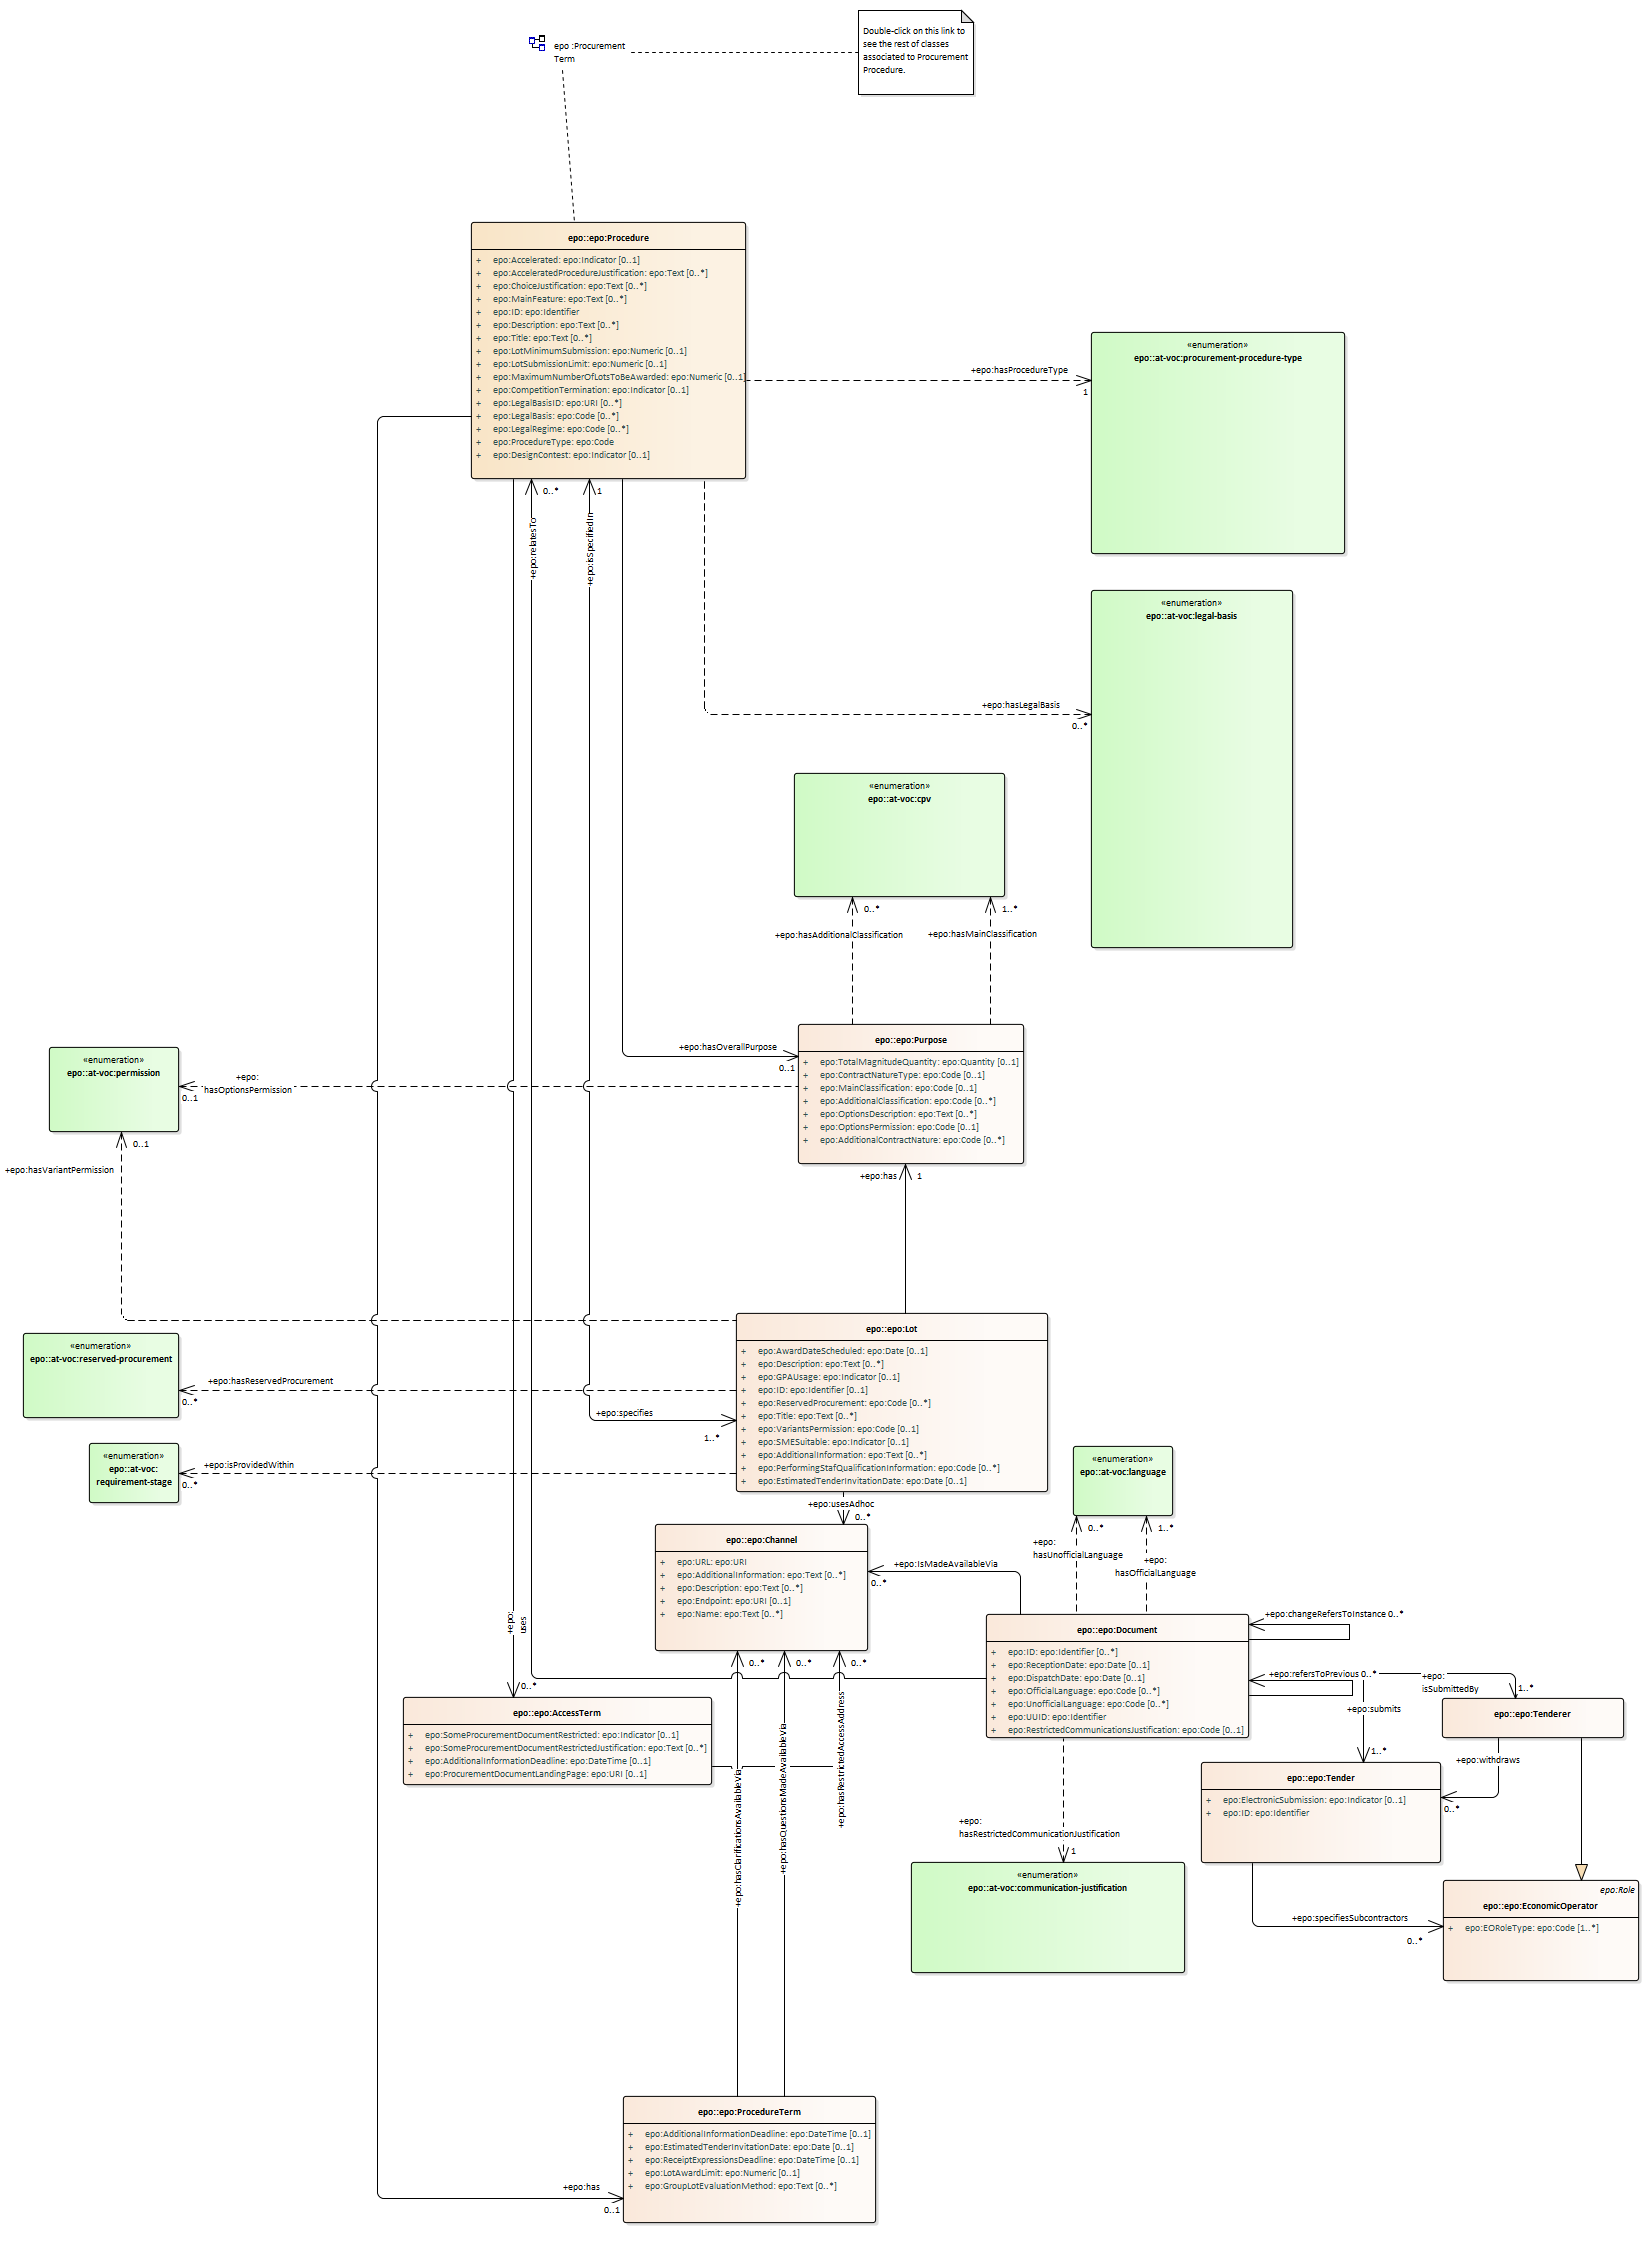 epo :Procurement
Term
Double-click on this link to
see the rest of classes
associated to Procurement
Procedure.
epo::epo:Procedure
+ epo:Accelerated: epo:Indicator [0..1]
+ epo:AcceleratedProcedureJustification: epo:Text [0..*]
+ epo:ChoiceJustification: epo:Text [0..*]
+ epo:MainFeature: epo:Text [0..*]
+ epo:ID: epo:Identifier
+ epo:Description: epo:Text [0..*]
+ epo:Title: epo:Text [0..*]
+ epo:LotMinimumSubmission: epo:Numeric [0..1]
+ epo:LotSubmissionLimit: epo:Numeric [0..1]
+ epo:MaximumNumberOfLotsToBeAwarded: epo:Numeric [0..1]
+ epo:CompetitionTermination: epo:Indicator [0..1]
+ epo:LegalBasisID: epo:URI [0..*]
+ epo:LegalBasis: epo:Code [0..*]
+ epo:LegalRegime: epo:Code [0..*]
+ epo:ProcedureType: epo:Code
+ epo:DesignContest: epo:Indicator [0..1]
«enumeration»
epo::at-voc:procurement-procedure-type
+epo:hasProcedureType
1
0..*
+epo:relatesTo
1
+epo:isSpecifiedIn
«enumeration»
epo::at-voc:legal-basis
+epo:hasLegalBasis
0..*
«enumeration»
epo::at-voc:cpv
0..*
+epo:hasAdditionalClassification
1..*
+epo:hasMainClassification
epo::epo:Purpose
+ epo:TotalMagnitudeQuantity: epo:Quantity [0..1]
+ epo:ContractNatureType: epo:Code [0..1]
+ epo:MainClassification: epo:Code [0..1]
+ epo:AdditionalClassification: epo:Code [0..*]
+ epo:OptionsDescription: epo:Text [0..*]
+ epo:OptionsPermission: epo:Code [0..1]
+ epo:AdditionalContractNature: epo:Code [0..*]
+epo:hasOverallPurpose
0..1
«enumeration»
epo::at-voc:permission
+epo:
hasOptionsPermission
0..1
0..1
+epo:hasVariantPermission
+epo:has
1
epo::epo:Lot
+ epo:AwardDateScheduled: epo:Date [0..1]
+ epo:Description: epo:Text [0..*]
+ epo:GPAUsage: epo:Indicator [0..1]
+ epo:ID: epo:Identifier [0..1]
+ epo:ReservedProcurement: epo:Code [0..*]
+ epo:Title: epo:Text [0..*]
+ epo:VariantsPermission: epo:Code [0..1]
+ epo:SMESuitable: epo:Indicator [0..1]
+ epo:AdditionalInformation: epo:Text [0..*]
+ epo:PerformingStafQualificationInformation: epo:Code [0..*]
+ epo:EstimatedTenderInvitationDate: epo:Date [0..1]
«enumeration»
epo::at-voc:reserved-procurement
+epo:hasReservedProcurement
0..*
+epo:specifies
1..*
«enumeration»
epo::at-voc:
requirement-stage
+epo:isProvidedWithin
0..*
+epo:usesAdhoc
0..*
«enumeration»
epo::at-voc:language
0..*
+epo:
hasUnofficialLanguage
1..*
+epo:
hasOfficialLanguage
epo::epo:Channel
+ epo:URL: epo:URI
+ epo:AdditionalInformation: epo:Text [0..*]
+ epo:Description: epo:Text [0..*]
+ epo:Endpoint: epo:URI [0..1]
+ epo:Name: epo:Text [0..*]
+epo:IsMadeAvailableVia
0..*
epo::epo:Document
+ epo:ID: epo:Identifier [0..*]
+ epo:ReceptionDate: epo:Date [0..1]
+ epo:DispatchDate: epo:Date [0..1]
+ epo:OfficialLanguage: epo:Code [0..*]
+ epo:UnofficialLanguage: epo:Code [0..*]
+ epo:UUID: epo:Identifier
+ epo:RestrictedCommunicationsJustification: epo:Code [0..1]
+epo:changeRefersToInstance 0..*
+epo:refersToPrevious 0..*
+epo:
isSubmittedBy
1..*
+epo:submits
1..*
epo::epo:Tenderer
+epo:withdraws
0..*
+epo:
uses
0..*
0..*
0..*
0..*
+epo:hasClarificationsAvailableVia
+epo:hasQuestionsMadeAvailableVia
+epo:hasRestrictedAccessAddress
epo::epo:AccessTerm
+ epo:SomeProcurementDocumentRestricted: epo:Indicator [0..1]
+ epo:SomeProcurementDocumentRestrictedJustification: epo:Text [0..*]
+ epo:AdditionalInformationDeadline: epo:DateTime [0..1]
+ epo:ProcurementDocumentLandingPage: epo:URI [0..1]
epo::epo:Tender
+ epo:ElectronicSubmission: epo:Indicator [0..1]
+ epo:ID: epo:Identifier
+epo:
hasRestrictedCommunicationJustification
1
«enumeration»
epo::at-voc:communication-justification
+epo:specifiesSubcontractors
0..*
epo:Role
epo::epo:EconomicOperator
+ epo:EORoleType: epo:Code [1..*]
epo::epo:ProcedureTerm
+ epo:AdditionalInformationDeadline: epo:DateTime [0..1]
+ epo:EstimatedTenderInvitationDate: epo:Date [0..1]
+ epo:ReceiptExpressionsDeadline: epo:DateTime [0..1]
+ epo:LotAwardLimit: epo:Numeric [0..1]
+ epo:GroupLotEvaluationMethod: epo:Text [0..*]
+epo:has
0..1